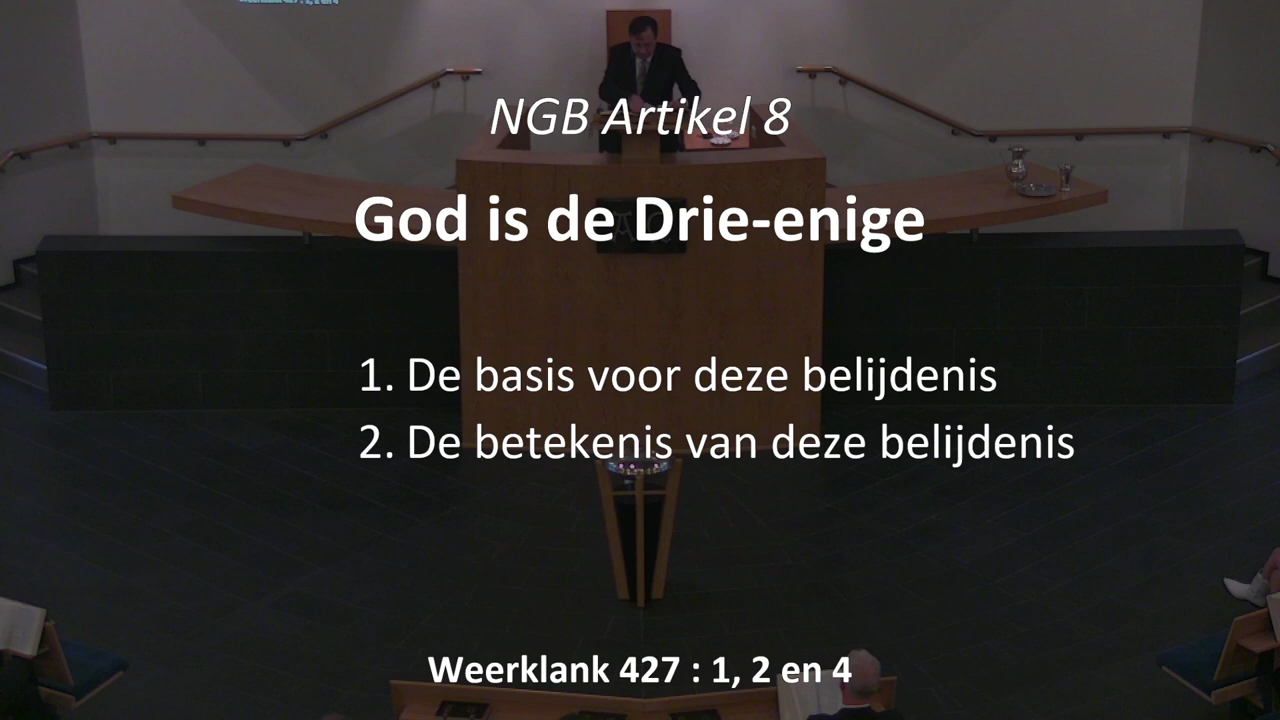 NGB Artikel 8
God is de Drie-enige
1. De basis voor deze belijdenis
2. De betekenis van deze belijdenis
Weerklank 427 : 1, 2 en 4